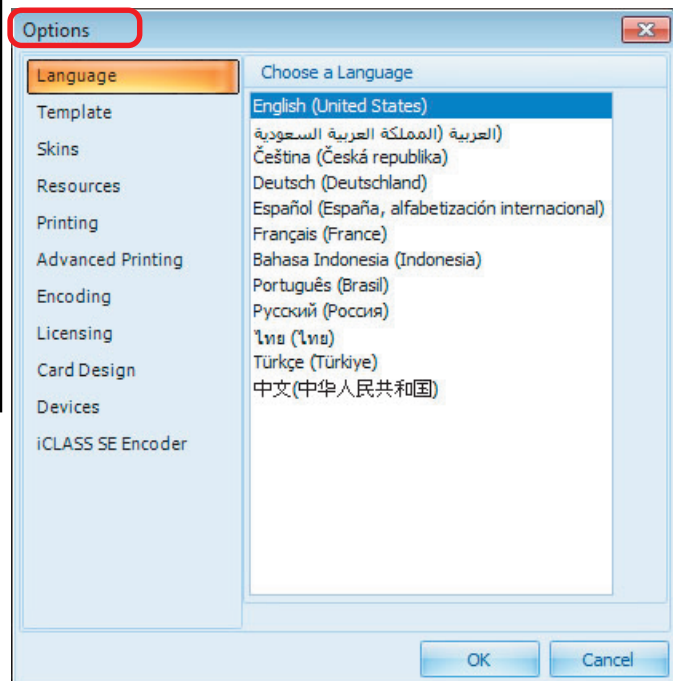 Options
Language
Template
Skins
Resources
Printing
Advanced Printing
Encoding
Licensing
Card Design
Devices
iCLASS SE Encoder
Choose a Language
English (United States)
العربية (المملكة العربية السعودية)
Čeština (Česká republika)
Deutsch (Deutschland)
Español (España, alfabetización internacional)
Français (France)
Bahasa Indonesia (Indonesia)
Português (Brasil)
Русский (Россия)
ไทย (ไทย)
Türkçe (Türkiye)
中文(中华人民共和国)
OK
Cancel